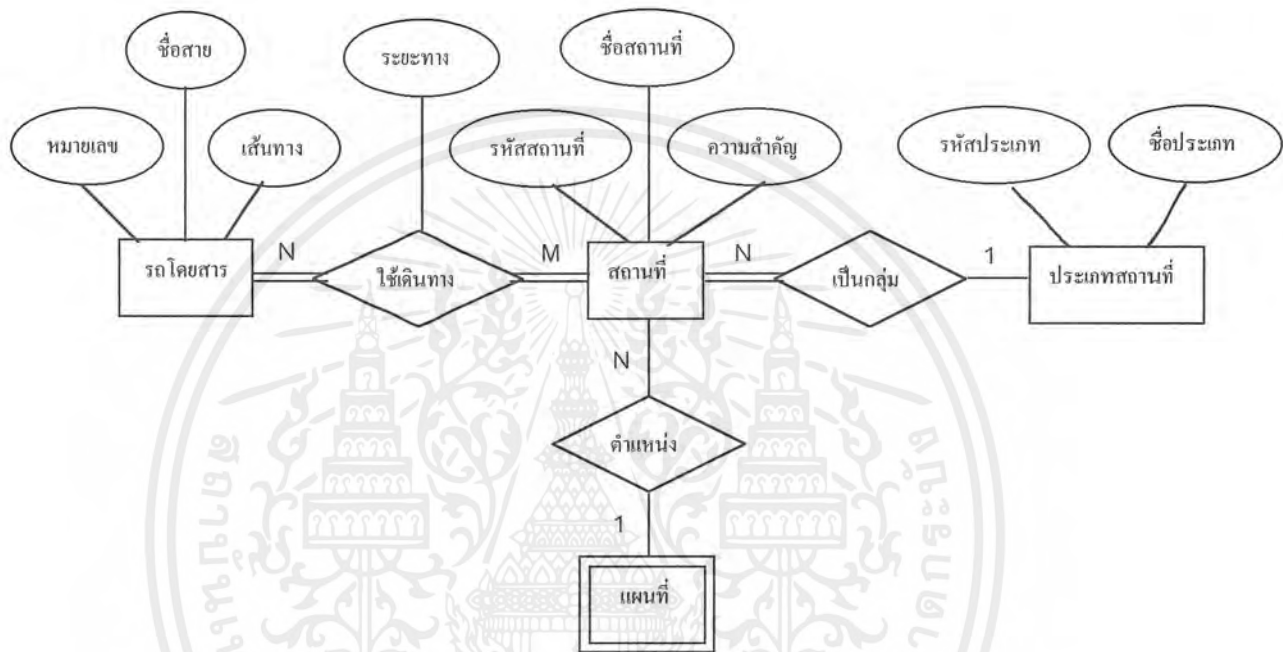 ชื่อสาย
ระยะทาง
ชื่อสถานที่
หมายเลข
เส้นทาง
รหัสสถานที่
ความสำคัญ
รหัสประเภท
ชื่อประเภท
รถโดยสาร
N
ใช้เดินทาง
M
สถานที่
N
เป็นกลุ่ม
1
ประเภทสถานที่
N
ตำแหน่ง
1
แผนที่